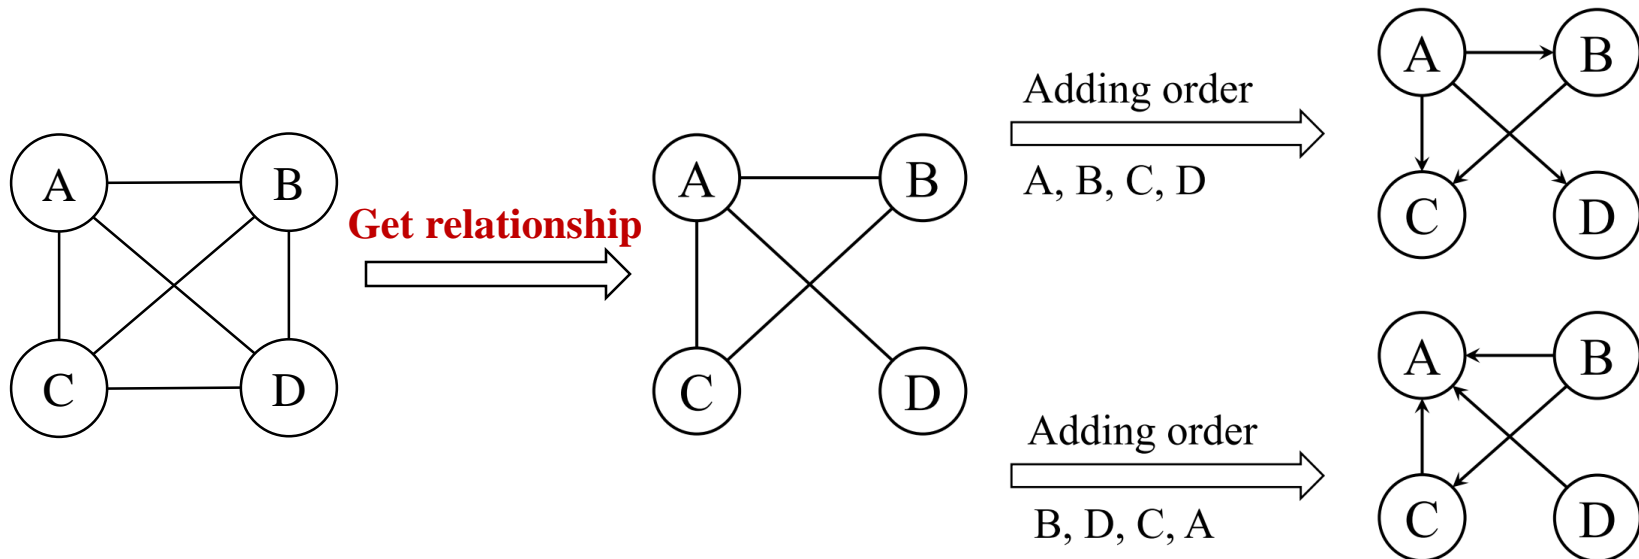 A
B
C
D
Get relationship
A
B
C
D
Adding order
A, B, C, D
A
B
C
D
Adding order
B, D, C, A
A
B
C
D